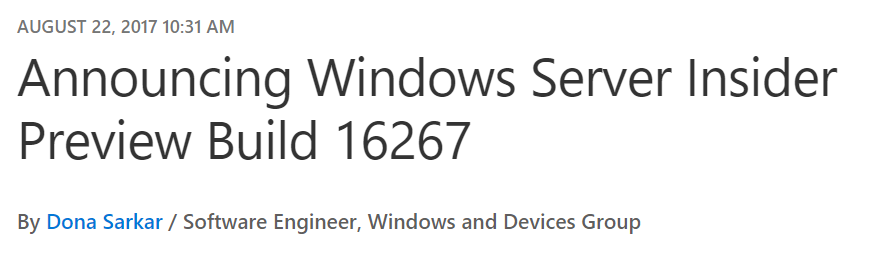 AUGUST 22, 2017 10:31 AM
Announcing Windows Server Insider
Preview Build 16267
By Dona Sarkar / Software Engineer, Windows and Devices Group